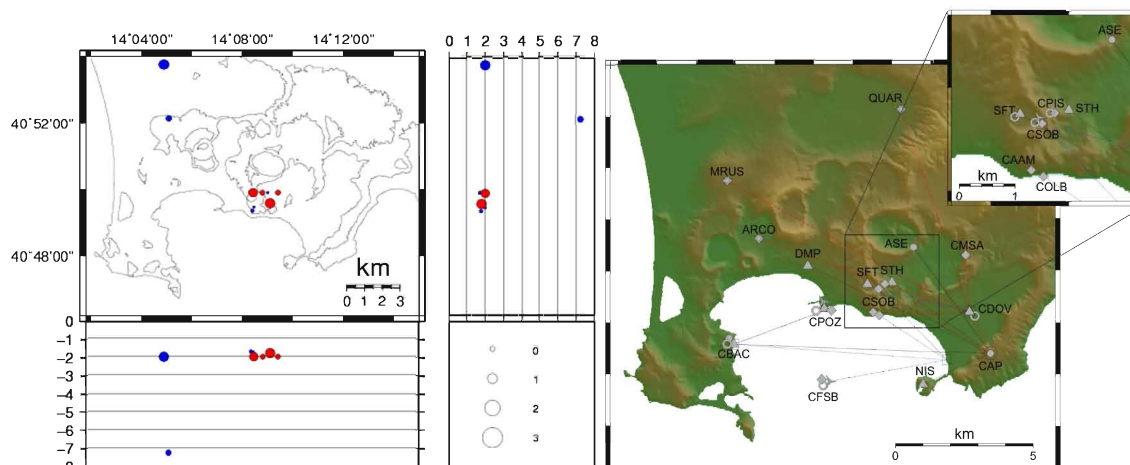 14°04'00" 14°08'00" 14°12'00"
40°52'00"
40°48'00"
km
0 1 2 3
0
-1
-2
-3
-4
-5
-6
-7
0 1 2 3 4 5 6 7 8
0
1
2
3
QUAR
MRUS
ARCO
DMP
ASE
CMSA
SFT STH
CSOB
CPOZ
CDOV
CBAC
CAP
NIS
CFSB
km
0 5
ASE
SFT CPIS STH
CSOB
CAAM
COLB
km
0 1